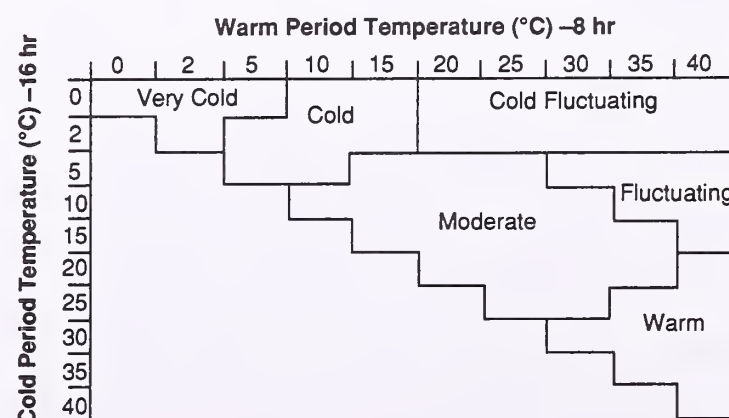 Warm Period Temperature (°C) –8 hr
0 2 5 10 15 20 25 30 35 40
Cold Period Temperature (°C) –16 hr
0
2
5
10
15
20
25
30
35
40
Very Cold
Cold
Cold Fluctuating
Fluctuating
Moderate
Warm